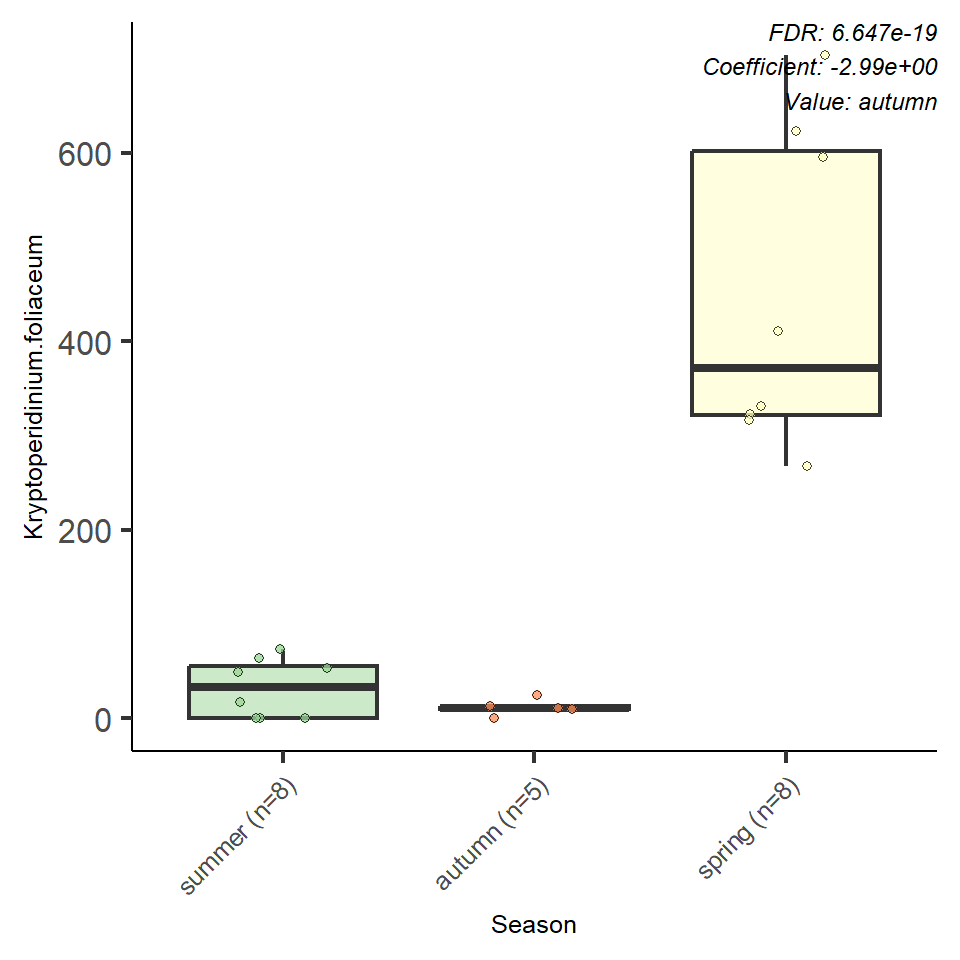 FDR: 6.647e-19
Coefficient: -2.99e+00
Value: autumn
Kryptoperidinium.foliaceum
600
400
200
0
summer (n=8)
autumn (n=5)
spring (n=8)
Season